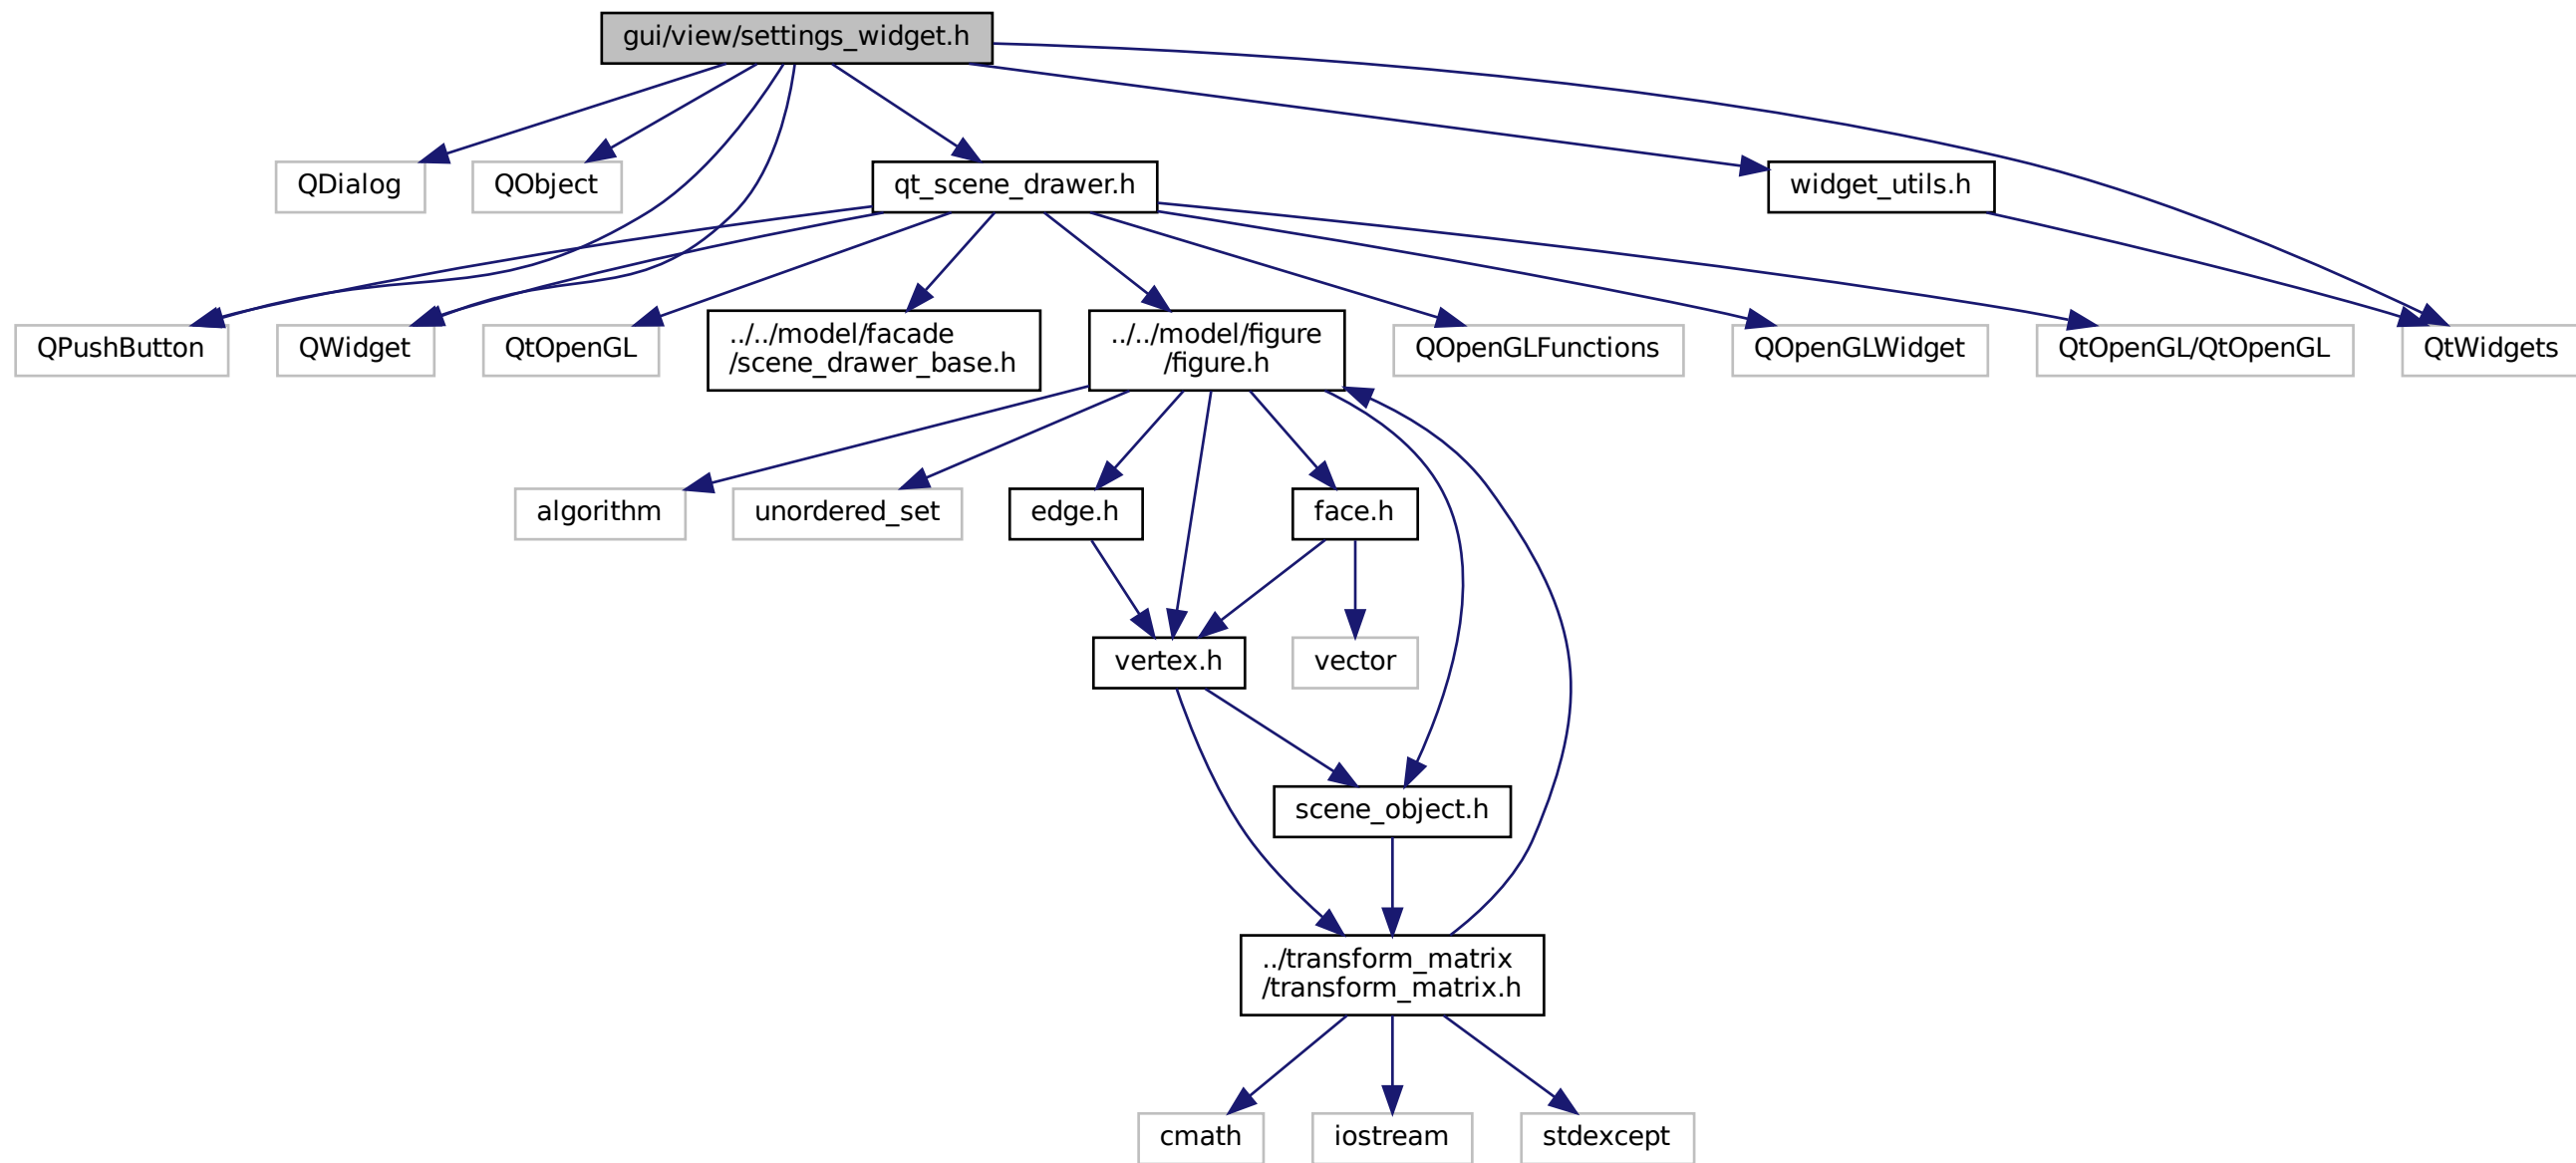 gui/view/settings_widget.h
QDialog
QObject
qt_scene_drawer.h
widget_utils.h
QPushButton
QWidget
QtOpenGL
../../model/facade
/scene_drawer_base.h
../../model/figure
/figure.h
QOpenGLFunctions
QOpenGLWidget
QtOpenGL/QtOpenGL
QtWidgets
algorithm
unordered_set
edge.h
face.h
vertex.h
vector
scene_object.h
../transform_matrix
/transform_matrix.h
cmath
iostream
stdexcept